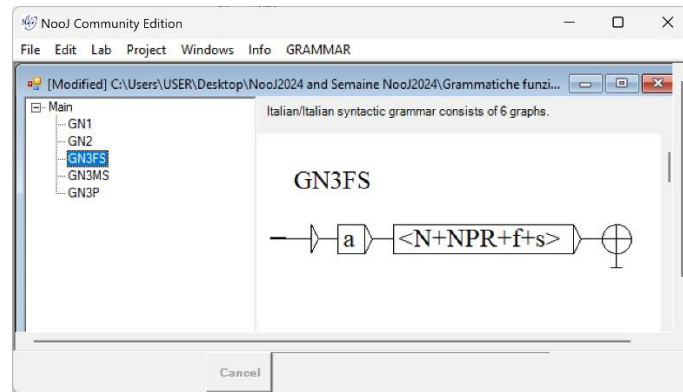 NooJ Community Edition
File Edit Lab Project Windows Info GRAMMAR
[Modified] C:\Users\USER\Desktop\NooJ2024 and Semaine NooJ2024\Grammatiche funzi...
Main
GN1
GN2
GN3FS
GN3MS
GN3P
Italian/Italian syntactic grammar consists of 6 graphs.
GN3FS
a <N+NPR+f+s>
Cancel